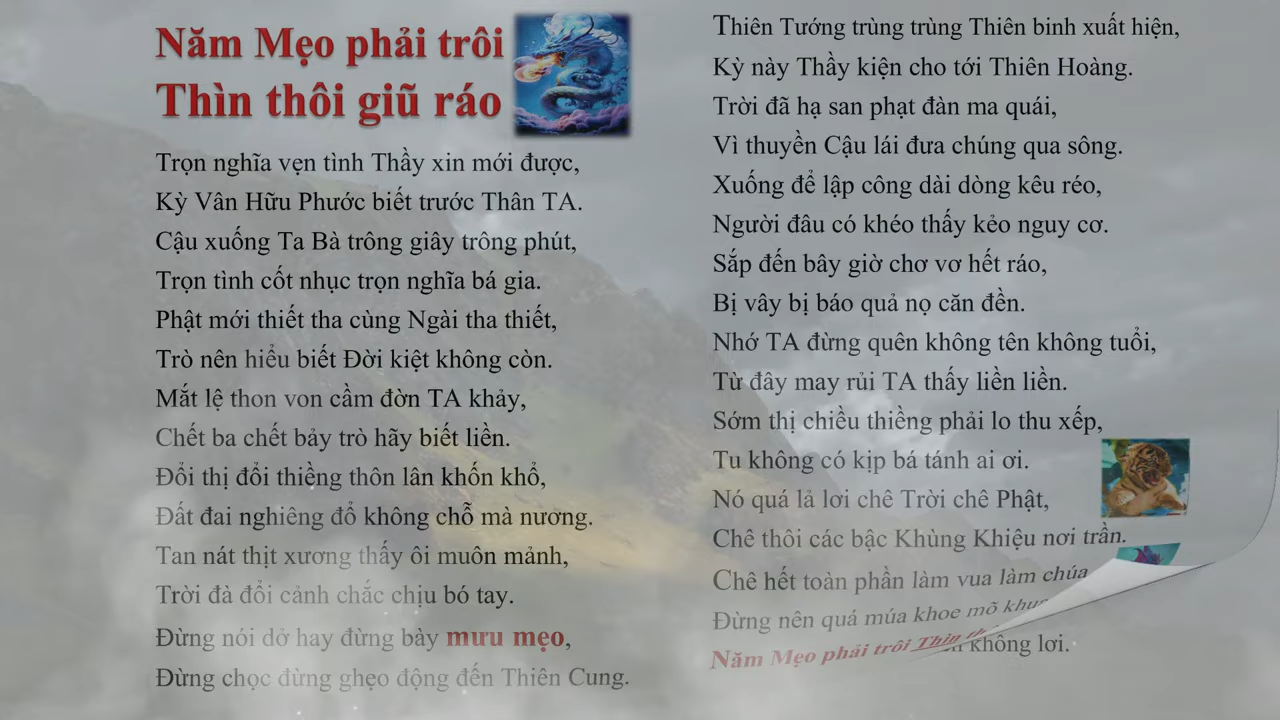 Năm Mẹo phải trôi
Thìn thôi giũ ráo
Trọn nghĩa vẹn tình Thầy xin mới được,
Kỳ Vân Hữu Phước biết trước Thân TA.
Cậu xuống Ta Bà trông giây trông phút,
Trọn tình cốt nhục trọn nghĩa bá gia.
Phật mới thiết tha cùng Ngài tha thiết,
Trò nên hiểu biết Đời kiệt không còn.
Mắt lệ thon von cầm đờn TA khảy,
Chết ba chết bảy trò hãy biết liền.
Đổi thị đổi thiềng thôn lân khốn khổ,
Đất đai nghiêng đổ không chỗ mà nương.
Tan nát thịt xương thấy ôi muôn mảnh,
Trời đà đổi cảnh chắc chịu bó tay.
Đừng nói dở hay đừng bày mưu mẹo,
Đừng chọc đừng ghẹo động đến Thiên Cung.
Thiên Tướng trùng trùng Thiên binh xuất hiện,
Kỳ này Thầy kiện cho tới Thiên Hoàng.
Trời đã hạ san phạt đàn ma quái,
Vì thuyền Cậu lái đưa chúng qua sông.
Xuống để lập công dài dòng kêu réo,
Người đâu có khéo thấy kẻo nguy cơ.
Sắp đến bây giờ chơ vơ hết ráo,
Bị vây bị báo quả nọ căn đền.
Nhớ TA đừng quên không tên không tuổi,
Từ đây may rủi TA thấy liền liền.
Sớm thị chiều thiềng phải lo thu xếp,
Tu không có kịp bá tánh ai ơi.
Nó quá lả lơi chê Trời chê Phật,
Chê thôi các bậc Khùng Khiệu nơi trần.
Chê hết toàn phần làm vua làm chúa
Đừng nên quá múa khoe mõ
Năm Mẹo phải trôi Thìn không lợi.